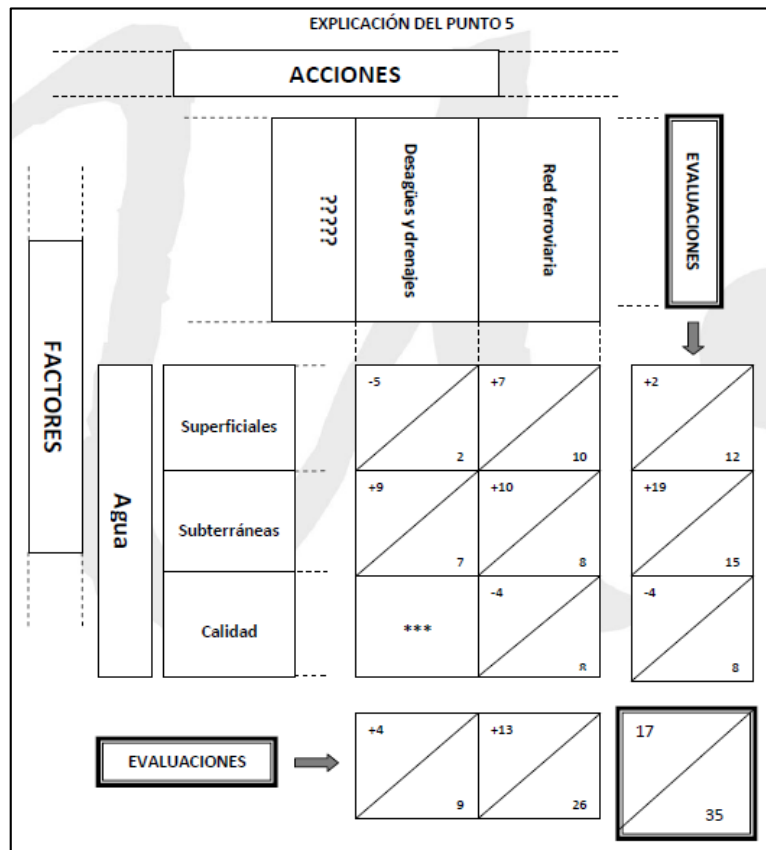 EXPLICACIÓN DEL PUNTO 5
ACCIONES
?????
Desagües y drenajes
Red ferroviaria
EVALUACIONES
FACTORES
Agua
Superficiales
-5
2
+7
10
+2
12
Subterráneas
+9
7
+10
8
+19
15
Calidad
***
-4
8
-4
8
EVALUACIONES
+4
9
+13
26
17
35